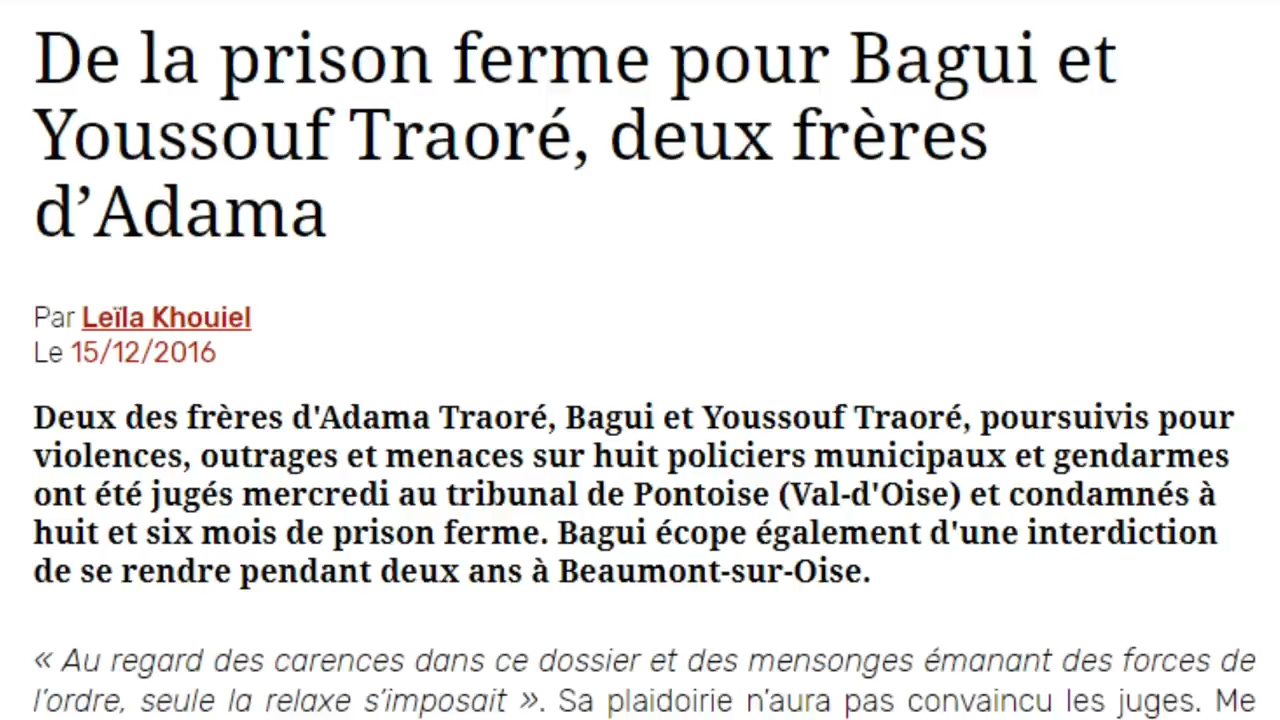 De la prison ferme pour Bagui et
Youssouf Traoré, deux frères
d’Adama
Par Leïla Khouiel
Le 15/12/2016
Deux des frères d'Adama Traoré, Bagui et Youssouf Traoré, poursuivis pour
violences, outrages et menaces sur huit policiers municipaux et gendarmes
ont été jugés mercredi au tribunal de Pontoise (Val-d'Oise) et condamnés à
huit et six mois de prison ferme. Bagui écope également d'une interdiction
de se rendre pendant deux ans à Beaumont-sur-Oise.
« Au regard des carences dans ce dossier et des mensonges émanant des forces de
l’ordre, seule la relaxe s’imposait ». Sa plaidoirie n’aura pas convaincu les juges. Me